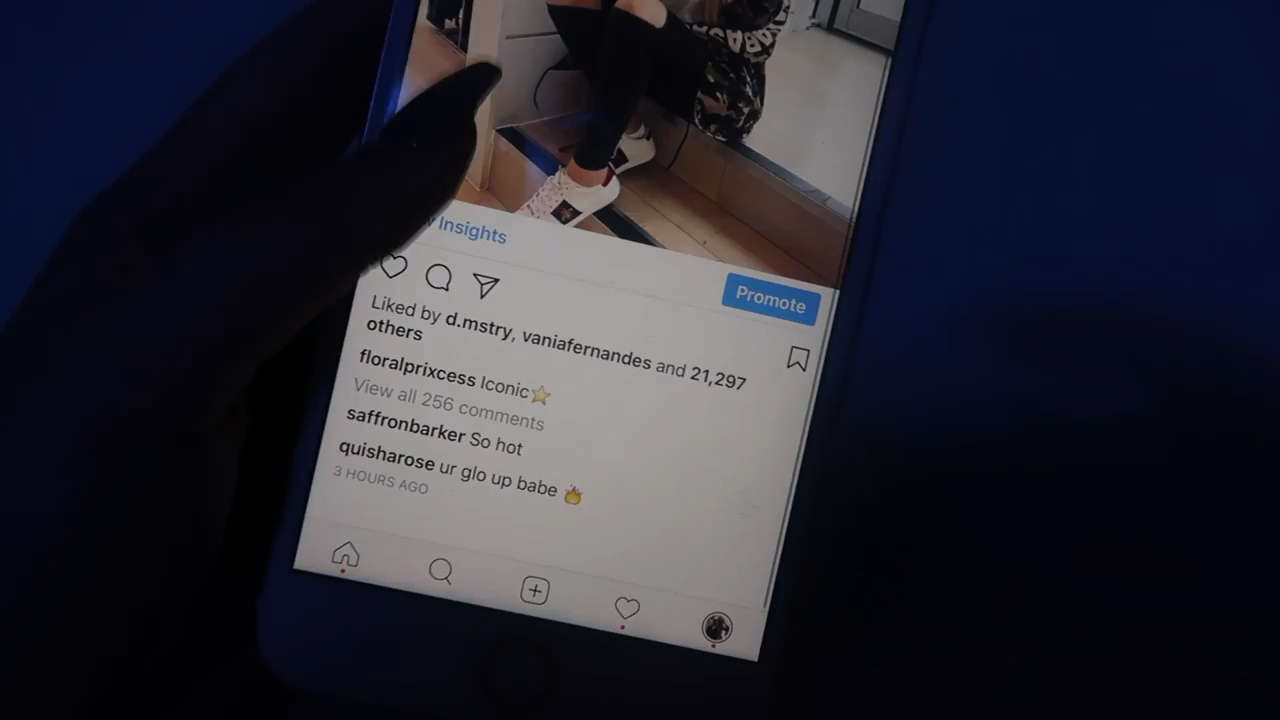 Insights
Promote
Liked by d.mstry, vaniafernandes and 21,297
others
floralprixcess Iconic⭐
View all 256 comments
saffronbarker So hot
quisharose ur glo up babe 🔥
3 HOURS AGO